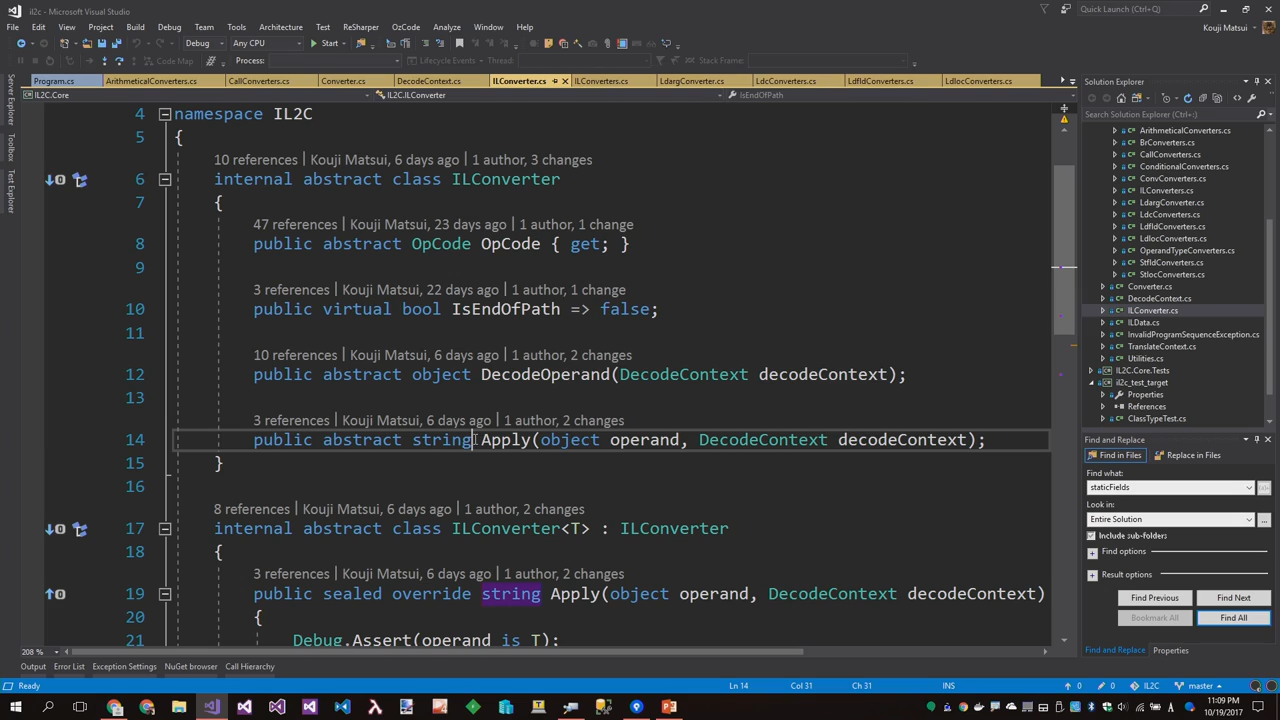 il2c - Microsoft Visual Studio
Quick Launch (Ctrl+Q)
File Edit View Project Build Debug Team Tools Architecture Test ReSharper OzCode Analyze Window Help
Kouji Matsui
Debug Any CPU Start
Code Map Process: Lifecycle Events Thread: Stack Frame:
Program.cs ArithmeticalConverters.cs CallConverters.cs Converter.cs DecodeContext.cs ILConverter.cs ILConverters.cs LdargConverter.cs LdcConverters.cs LdfldConverters.cs LdlocConverters.cs
IL2C.Core IL2C.ILConverter IsEndOfPath
Server Explorer
Toolbox
Test Explorer
4 namespace IL2C
5 {
10 references | Kouji Matsui, 6 days ago | 1 author, 3 changes
6 internal abstract class ILConverter
7 {
47 references | Kouji Matsui, 23 days ago | 1 author, 1 change
8 public abstract OpCode OpCode { get; }
9
3 references | Kouji Matsui, 22 days ago | 1 author, 1 change
10 public virtual bool IsEndOfPath => false;
11
10 references | Kouji Matsui, 6 days ago | 1 author, 2 changes
12 public abstract object DecodeOperand(DecodeContext decodeContext);
13
3 references | Kouji Matsui, 6 days ago | 1 author, 2 changes
14 public abstract string Apply(object operand, DecodeContext decodeContext);
15 }
16
8 references | Kouji Matsui, 6 days ago | 1 author, 2 changes
17 internal abstract class ILConverter<T> : ILConverter
18 {
3 references | Kouji Matsui, 6 days ago | 1 author, 2 changes
19 public sealed override string Apply(object operand, DecodeContext decodeContext)
20 {
21 Debug.Assert(operand is T);
208 %
Solution Explorer
Search Solution Explorer (Ctrl+;)
ArithmeticalConverters.cs
BrConverters.cs
CallConverters.cs
ConditionalConverters.cs
ConvConverters.cs
ILConverters.cs
LdargConverter.cs
LdcConverters.cs
LdfldConverters.cs
LdlocConverters.cs
OperandTypeConverters.cs
StfldConverters.cs
StlocConverters.cs
Converter.cs
DecodeContext.cs
ILConverter.cs
ILData.cs
InvalidProgramSequenceException.cs
TranslateContext.cs
Utilities.cs
IL2C.Core.Tests
il2c_test_target
Properties
References
ClassTypeTest.cs
Find and Replace
Find in Files Replace in Files
Find what:
staticFields
Look in:
Entire Solution
...
Include sub-folders
Find options
Result options
Find Previous Find Next
Bookmark All Find All
Find and Replace Properties
Output Error List Exception Settings NuGet browser Call Hierarchy
Ready Ln 14 Col 31 Ch 31 INS 0 0 IL2C master
11:09 PM
10/19/2017